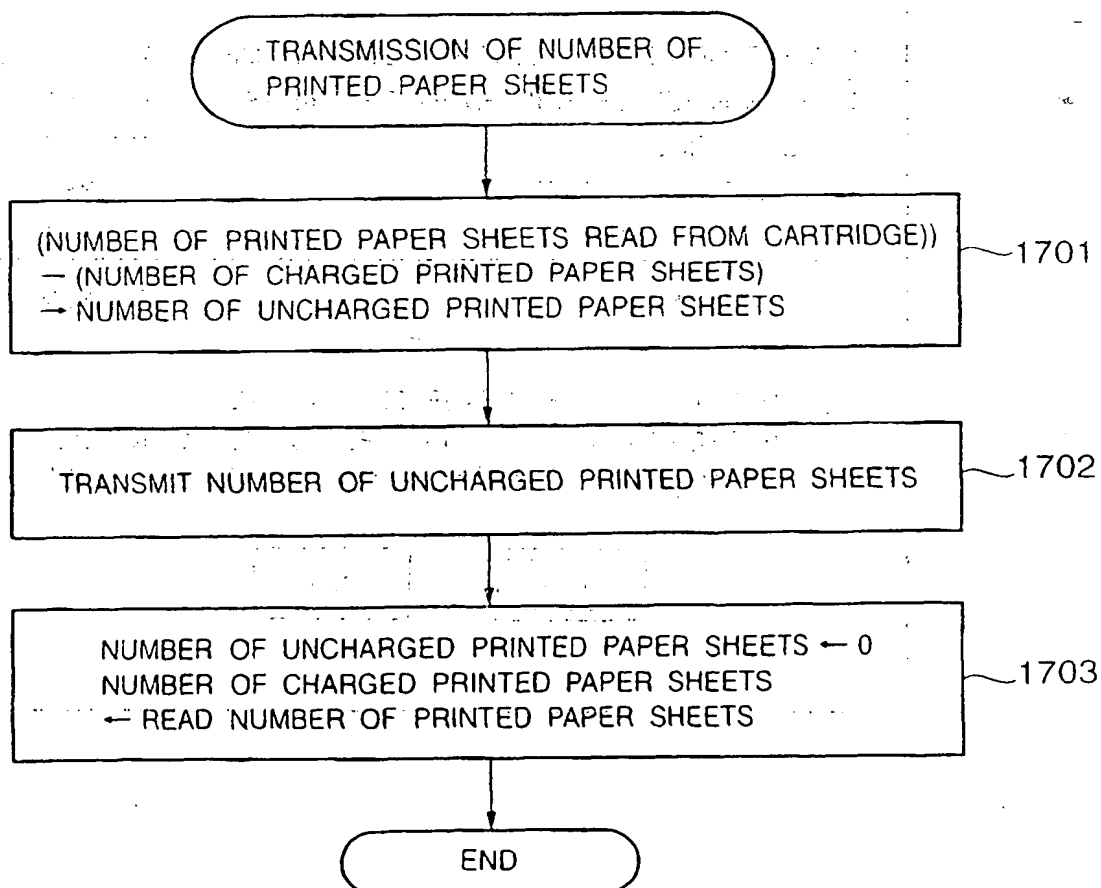 TRANSMISSION OF NUMBER OF
PRINTED PAPER SHEETS
(NUMBER OF PRINTED PAPER SHEETS READ FROM CARTRIDGE))
— (NUMBER OF CHARGED PRINTED PAPER SHEETS)
→ NUMBER OF UNCHARGED PRINTED PAPER SHEETS
1701
TRANSMIT NUMBER OF UNCHARGED PRINTED PAPER SHEETS
1702
NUMBER OF UNCHARGED PRINTED PAPER SHEETS ← 0
NUMBER OF CHARGED PRINTED PAPER SHEETS
← READ NUMBER OF PRINTED PAPER SHEETS
1703
END